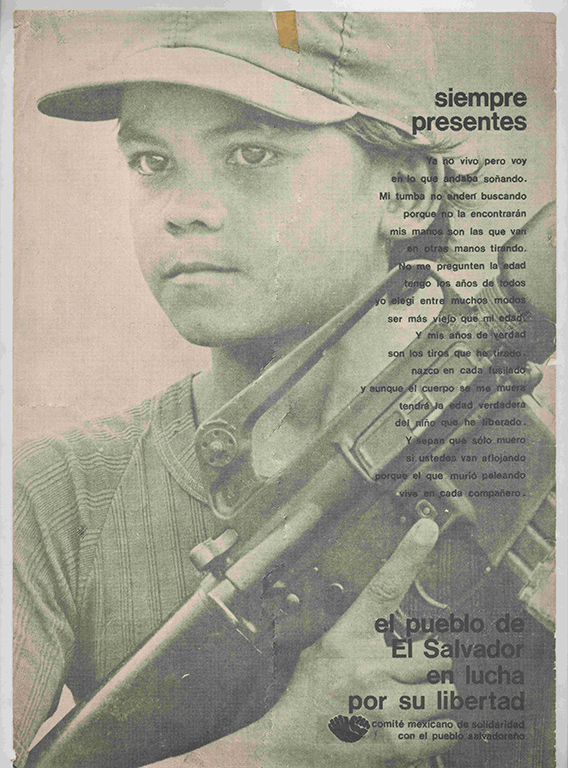 siempre
presentes
Ya no vivo pero voy
en lo que andaba soñando.
Mi tumba no anden buscando
porque no la encontrarán
mis manos son las que van
en otras manos tirando.
No me pregunten la edad
tengo los años de todos
yo elegí entre muchos modos
ser más viejo que mi edad.
Y mis años de verdad
son los tiros que he tirado.
nazco en cada fusilado
y aunque el cuerpo se me muera
tendré la edad verdadera
del niño que he liberado.
Y sepan que sólo muero
si ustedes van aflojando
porque el que murió peleando
vive en cada compañero.
el pueblo de
El Salvador
en lucha
por su libertad
comité mexicano de solidaridad
con el pueblo salvadoreño